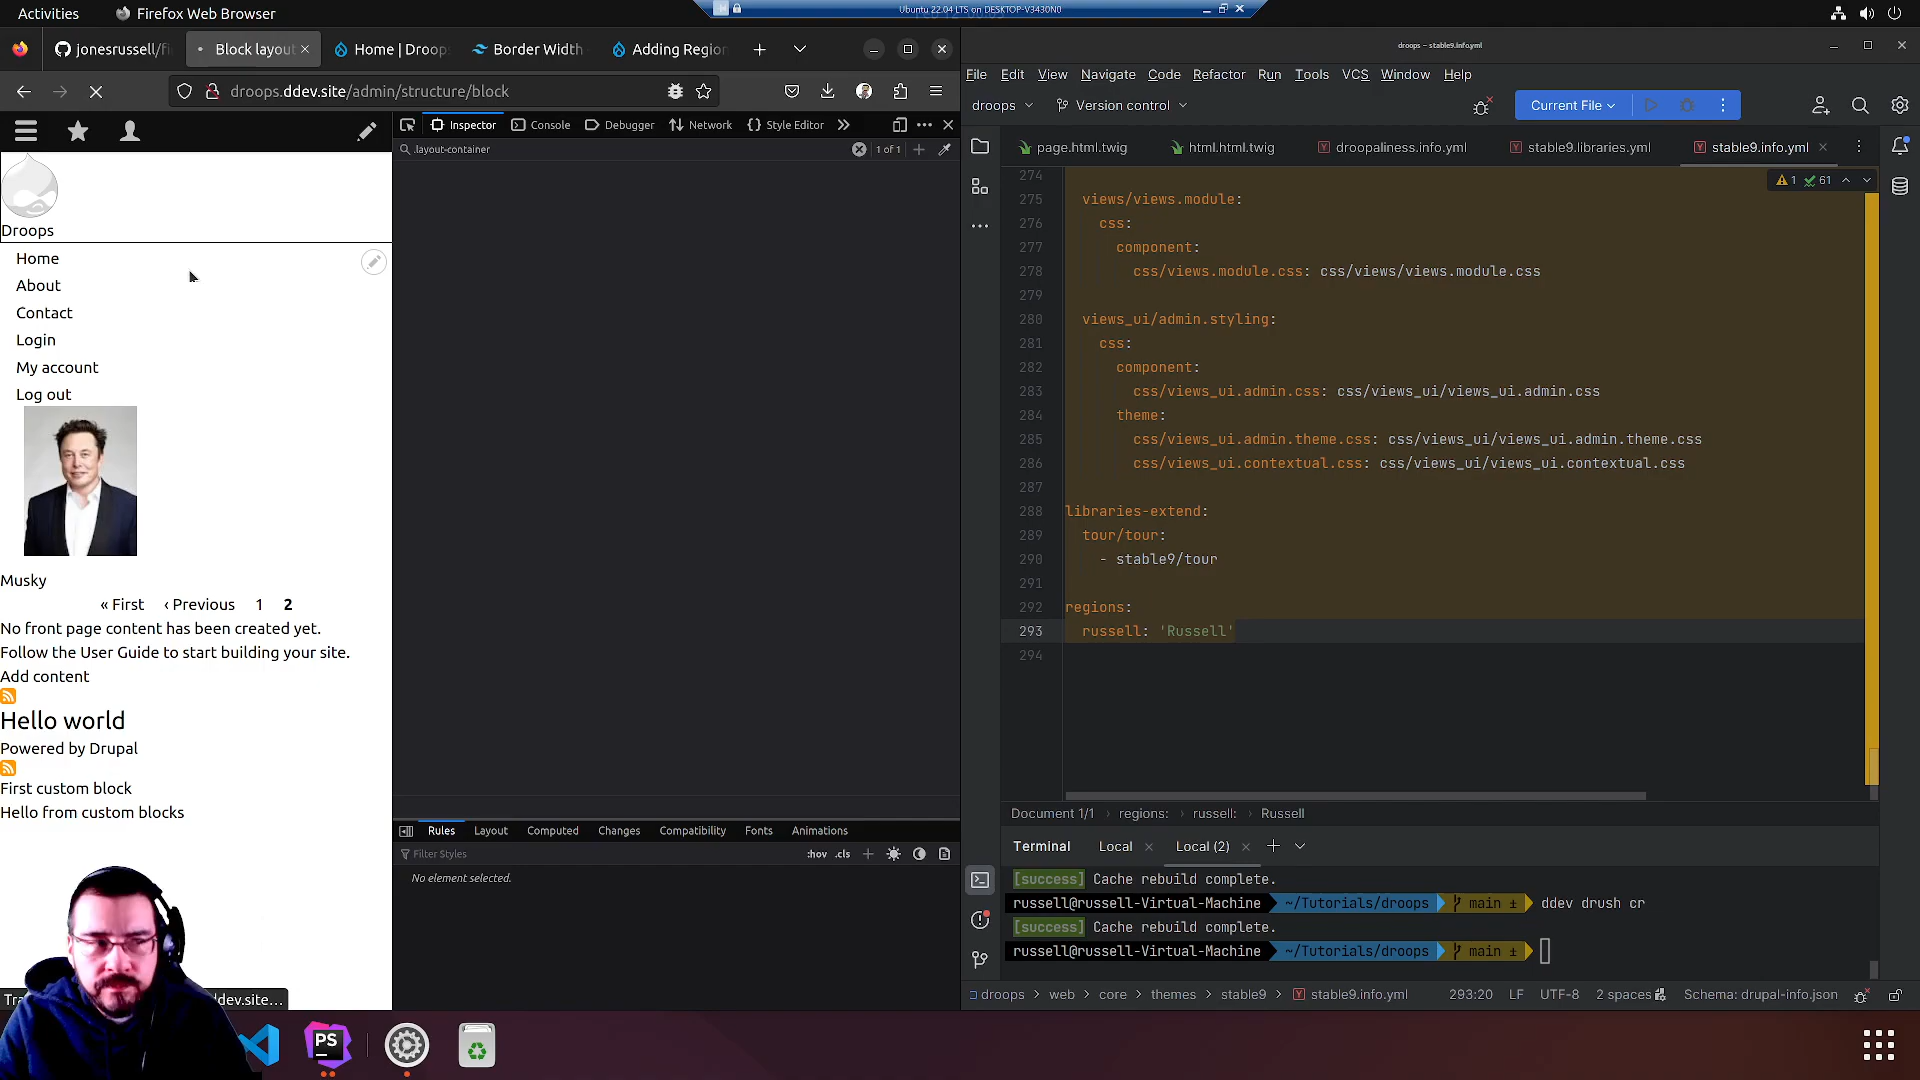 Activities
Firefox Web Browser
Ubuntu 22.04 LTS on DESKTOP-V3430N0
jonesrussell/fi
Block layou
Home | Droops
Border Width
Adding Region
droops.ddev.site/admin/structure/block
Inspector
Console
Debugger
Network
Style Editor
.layout-container
1 of 1
Droops
Home
About
Contact
Login
My account
Log out
Musky
« First
‹ Previous
1
2
No front page content has been created yet.
Follow the User Guide to start building your site.
Add content
Hello world
Powered by Drupal
First custom block
Hello from custom blocks
ddev.site…
Rules
Layout
Computed
Changes
Compatibility
Fonts
Animations
Filter Styles
:hov
.cls
No element selected.
droops – stable9.info.yml
File
Edit
View
Navigate
Code
Refactor
Run
Tools
VCS
Window
Help
droops
Version control
Current File
page.html.twig
html.html.twig
droopaliness.info.yml
stable9.libraries.yml
stable9.info.yml
1
61
274
275 views/views.module:
276 css:
277 component:
278 css/views.module.css: css/views/views.module.css
279
280 views_ui/admin.styling:
281 css:
282 component:
283 css/views_ui.admin.css: css/views_ui/views_ui.admin.css
284 theme:
285 css/views_ui.admin.theme.css: css/views_ui/views_ui.admin.theme.css
286 css/views_ui.contextual.css: css/views_ui/views_ui.contextual.css
287
288 libraries-extend:
289 tour/tour:
290 - stable9/tour
291
292 regions:
293 russell: 'Russell'
294
Document 1/1 › regions: › russell: › Russell
Terminal
Local
Local (2)
[success] Cache rebuild complete.
russell@russell-Virtual-Machine ~/Tutorials/droops main ± ddev drush cr
[success] Cache rebuild complete.
russell@russell-Virtual-Machine ~/Tutorials/droops main ±
droops › web › core › themes › stable9 › stable9.info.yml
293:20
LF
UTF-8
2 spaces
Schema: drupal-info.json
PS